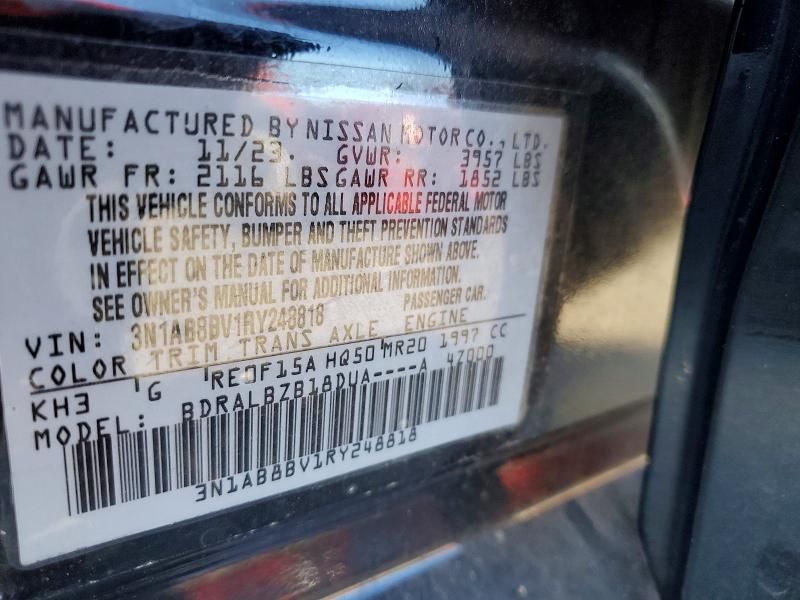 MANUFACTURED BY NISSAN MOTOR CO., LTD.
DATE: 11/23. GVWR: 3957 LBS
GAWR FR: 2116 LBS GAWR RR: 1852 LBS
THIS VEHICLE CONFORMS TO ALL APPLICABLE FEDERAL MOTOR
VEHICLE SAFETY, BUMPER AND THEFT PREVENTION STANDARDS
IN EFFECT ON THE DATE OF MANUFACTURE SHOWN ABOVE.
SEE OWNER'S MANUAL FOR ADDITIONAL INFORMATION.
VIN: 3N1AB8BV1RY248818 PASSENGER CAR.
COLOR TRIM TRANS AXLE ENGINE
KH3 G RE0F15A HQ50 MR20 1997 CC
MODEL: BDRALBZB18DUA----A 4Z000
3N1AB8BV1RY248818